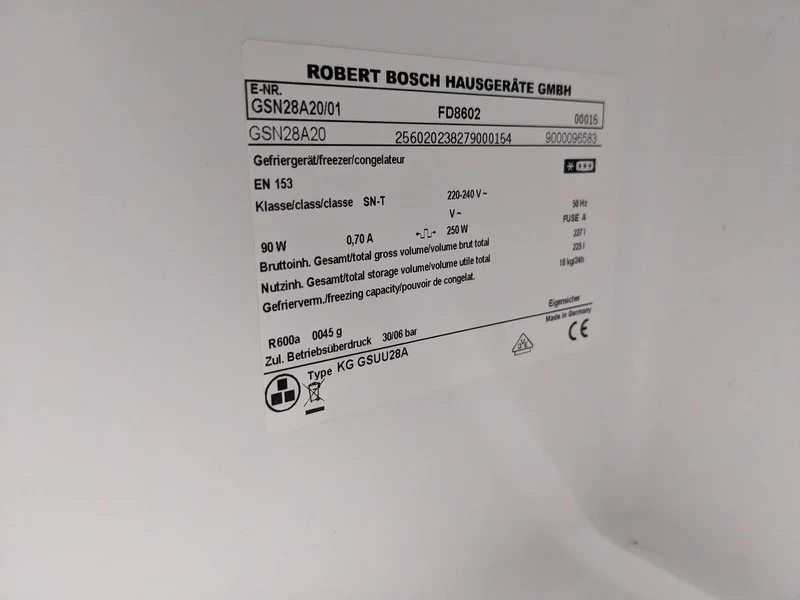 ROBERT BOSCH HAUSGERÄTE GMBH
E-NR.
GSN28A20/01 FD8602 00016
GSN28A20 256020238279000154 9000096583
Gefriergerät/freezer/congelateur
EN 153
Klasse/class/classe SN-T 220-240 V ~ 50 Hz
V ~ FUSE A
90 W 0,70 A 250 W
Bruttoinh. Gesamt/total gross volume/volume brut total 227 l
Nutzinh. Gesamt/total storage volume/volume utile total 225 l
Gefrierverm./freezing capacity/pouvoir de congelat. 18 kg/24h
R600a 0045 g Eigensicher
Zul. Betriebsüberdruck 30/06 bar Made in Germany
Type KG GSUU28A VDE CE